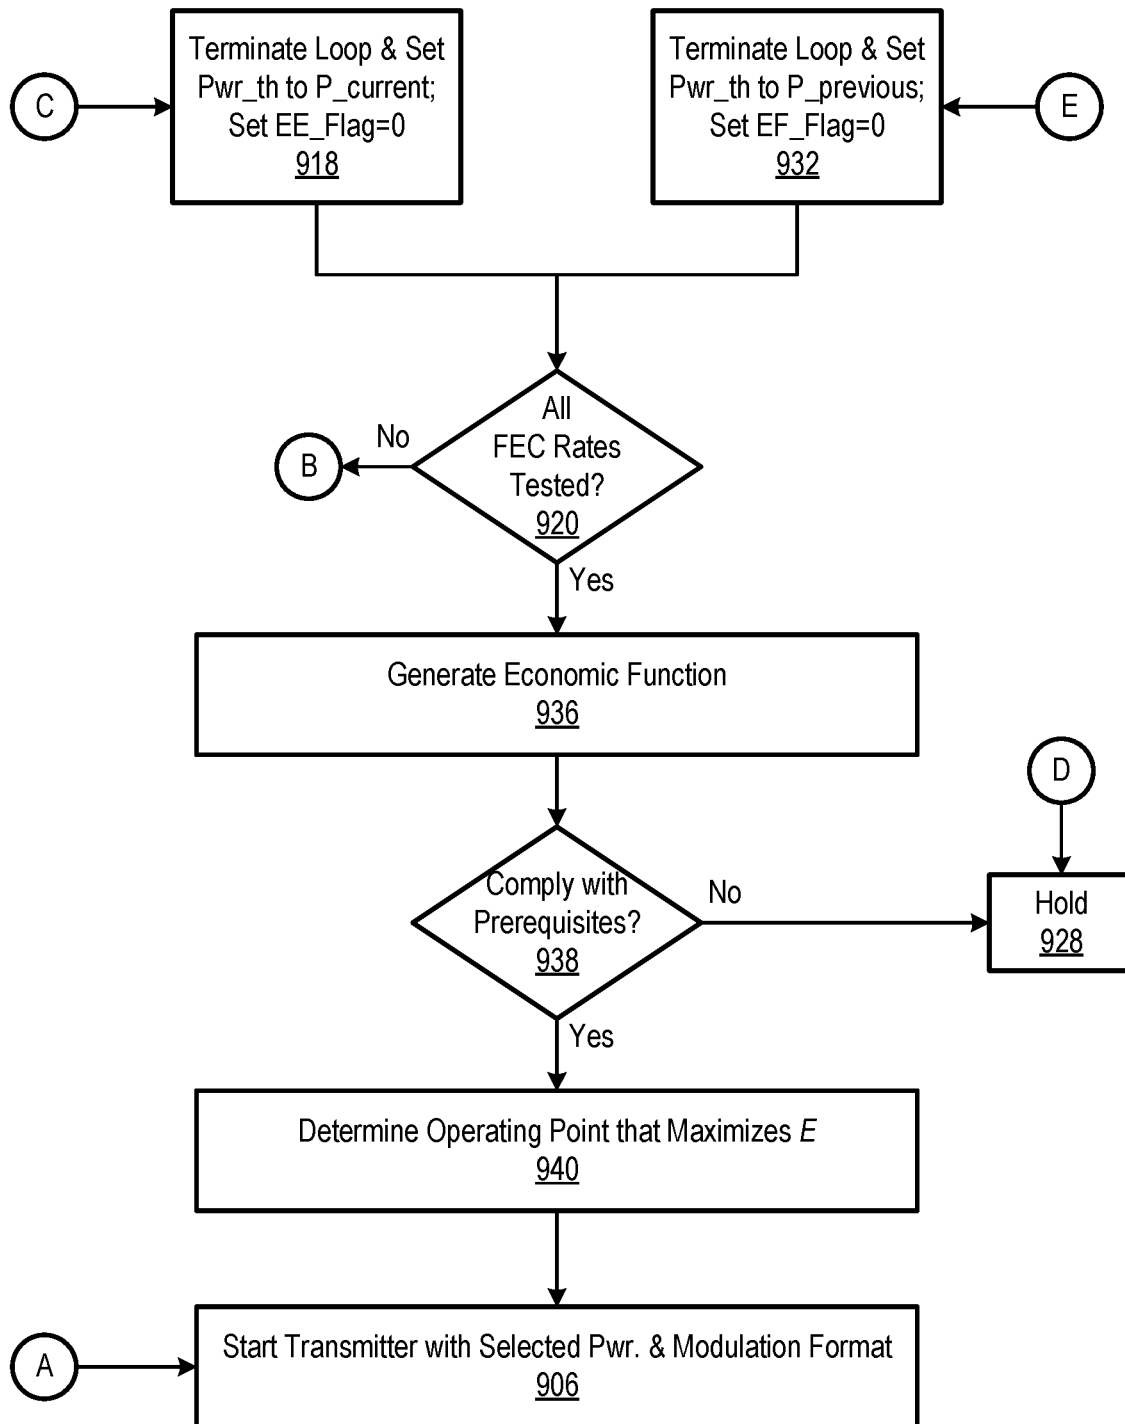 Terminate Loop & Set
Pwr_th to P_current;
Set EE_Flag=0
918
C
Terminate Loop & Set
Pwr_th to P_previous;
Set EF_Flag=0
932
E
All
FEC Rates
Tested?
920
No
B
Yes
Generate Economic Function
936
D
Comply with
Prerequisites?
938
No
Hold
928
Yes
Determine Operating Point that Maximizes E
940
A
Start Transmitter with Selected Pwr. & Modulation Format
906